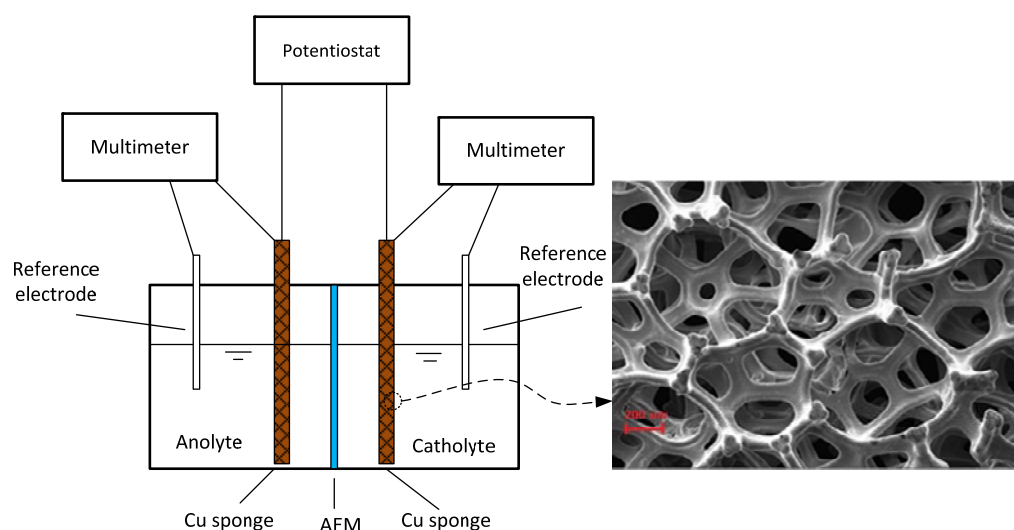 Potentiostat
Multimeter
Multimeter
Reference
electrode
Reference
electrode
Anolyte
Catholyte
Cu sponge
AEM
Cu sponge